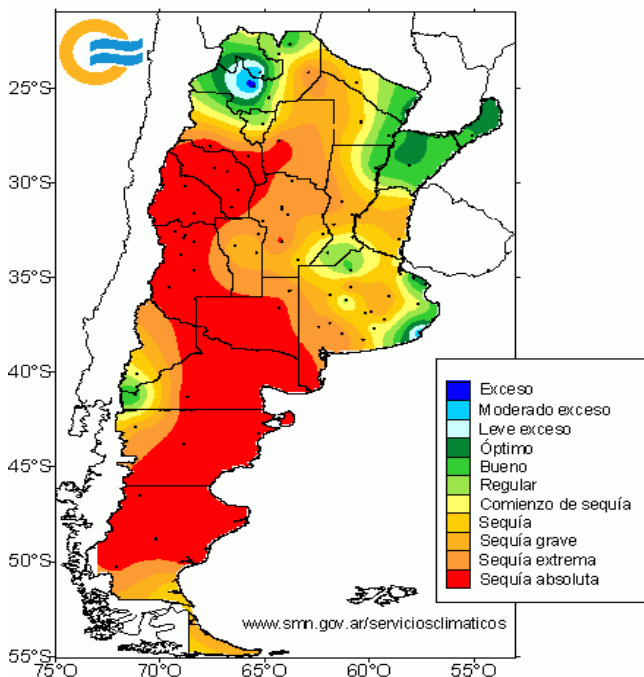 25°S
30°S
35°S
40°S
45°S
50°S
55°S
75°O
70°O
65°O
60°O
55°O
Exceso
Moderado exceso
Leve exceso
Óptimo
Bueno
Regular
Comienzo de sequía
Sequía
Sequía grave
Sequía extrema
Sequía absoluta
www.smn.gov.ar/serviciosclimaticos